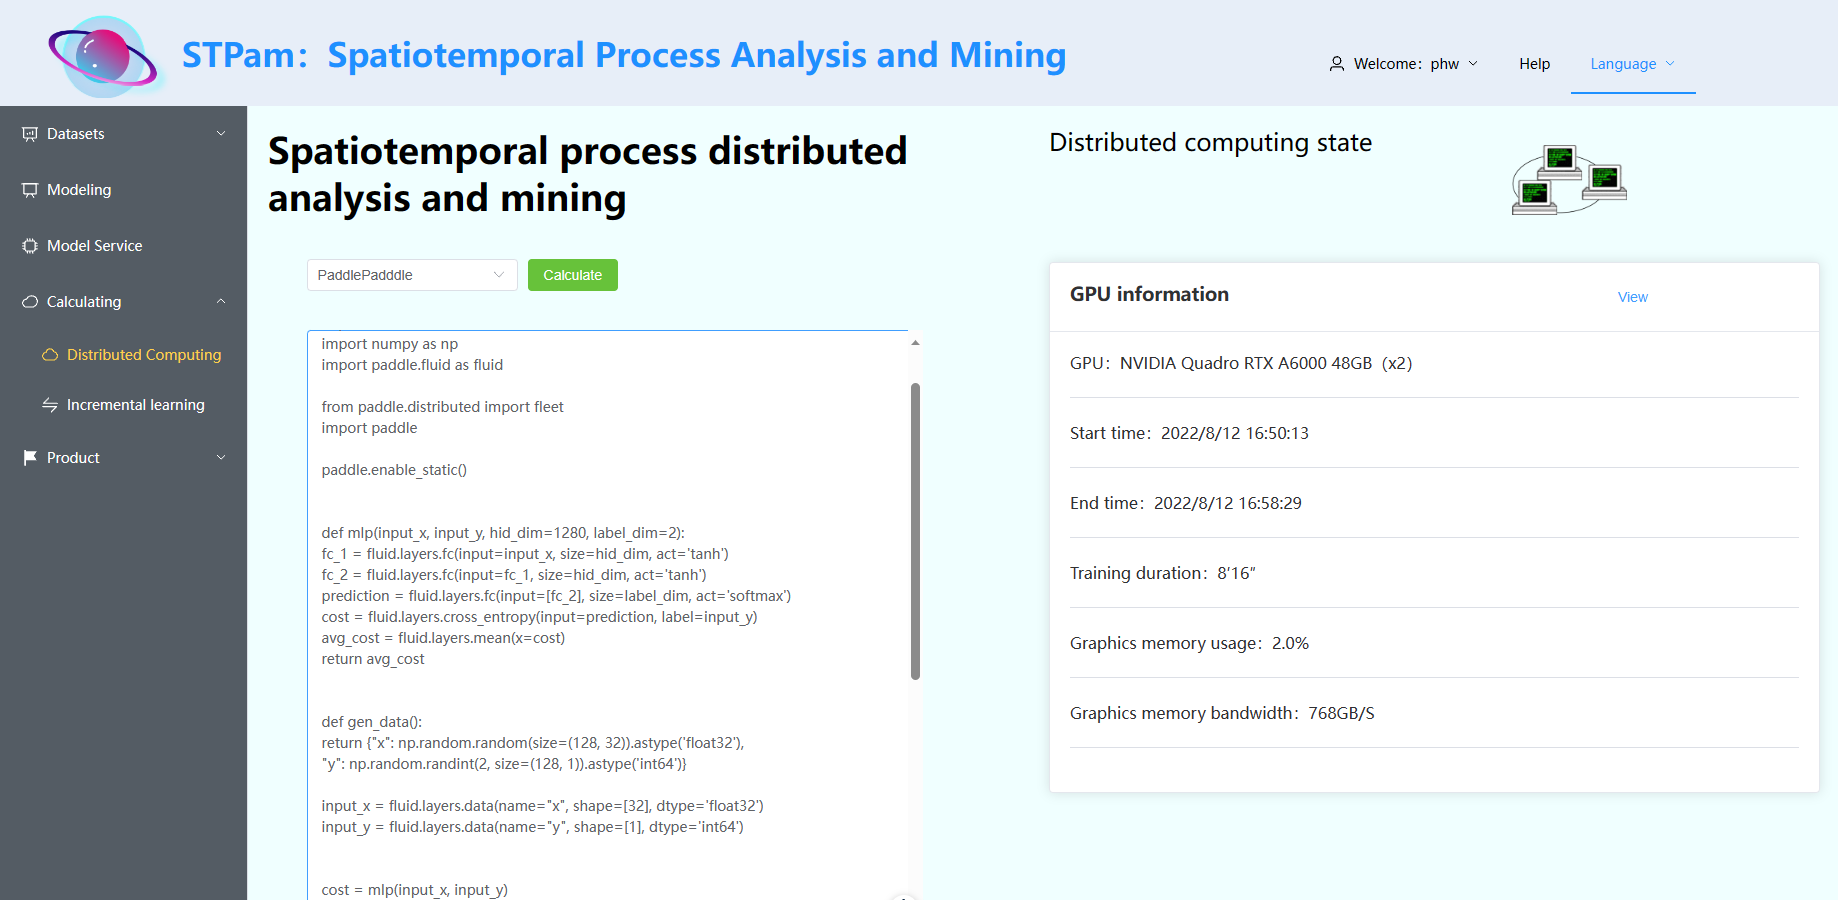 STPam：Spatiotemporal Process Analysis and Mining
Welcome：phw
Help
Language
Datasets
Modeling
Model Service
Calculating
Distributed Computing
Incremental learning
Product
Spatiotemporal process distributed
analysis and mining
PaddlePadddle
Calculate
import numpy as np
import paddle.fluid as fluid
from paddle.distributed import fleet
import paddle
paddle.enable_static()
def mlp(input_x, input_y, hid_dim=1280, label_dim=2):
fc_1 = fluid.layers.fc(input=input_x, size=hid_dim, act='tanh')
fc_2 = fluid.layers.fc(input=fc_1, size=hid_dim, act='tanh')
prediction = fluid.layers.fc(input=[fc_2], size=label_dim, act='softmax')
cost = fluid.layers.cross_entropy(input=prediction, label=input_y)
avg_cost = fluid.layers.mean(x=cost)
return avg_cost
def gen_data():
return {"x": np.random.random(size=(128, 32)).astype('float32'),
"y": np.random.randint(2, size=(128, 1)).astype('int64')}
input_x = fluid.layers.data(name="x", shape=[32], dtype='float32')
input_y = fluid.layers.data(name="y", shape=[1], dtype='int64')
cost = mlp(input_x, input_y)
Distributed computing state
GPU information
View
GPU：NVIDIA Quadro RTX A6000 48GB（x2）
Start time：2022/8/12 16:50:13
End time：2022/8/12 16:58:29
Training duration：8′16″
Graphics memory usage：2.0%
Graphics memory bandwidth：768GB/S